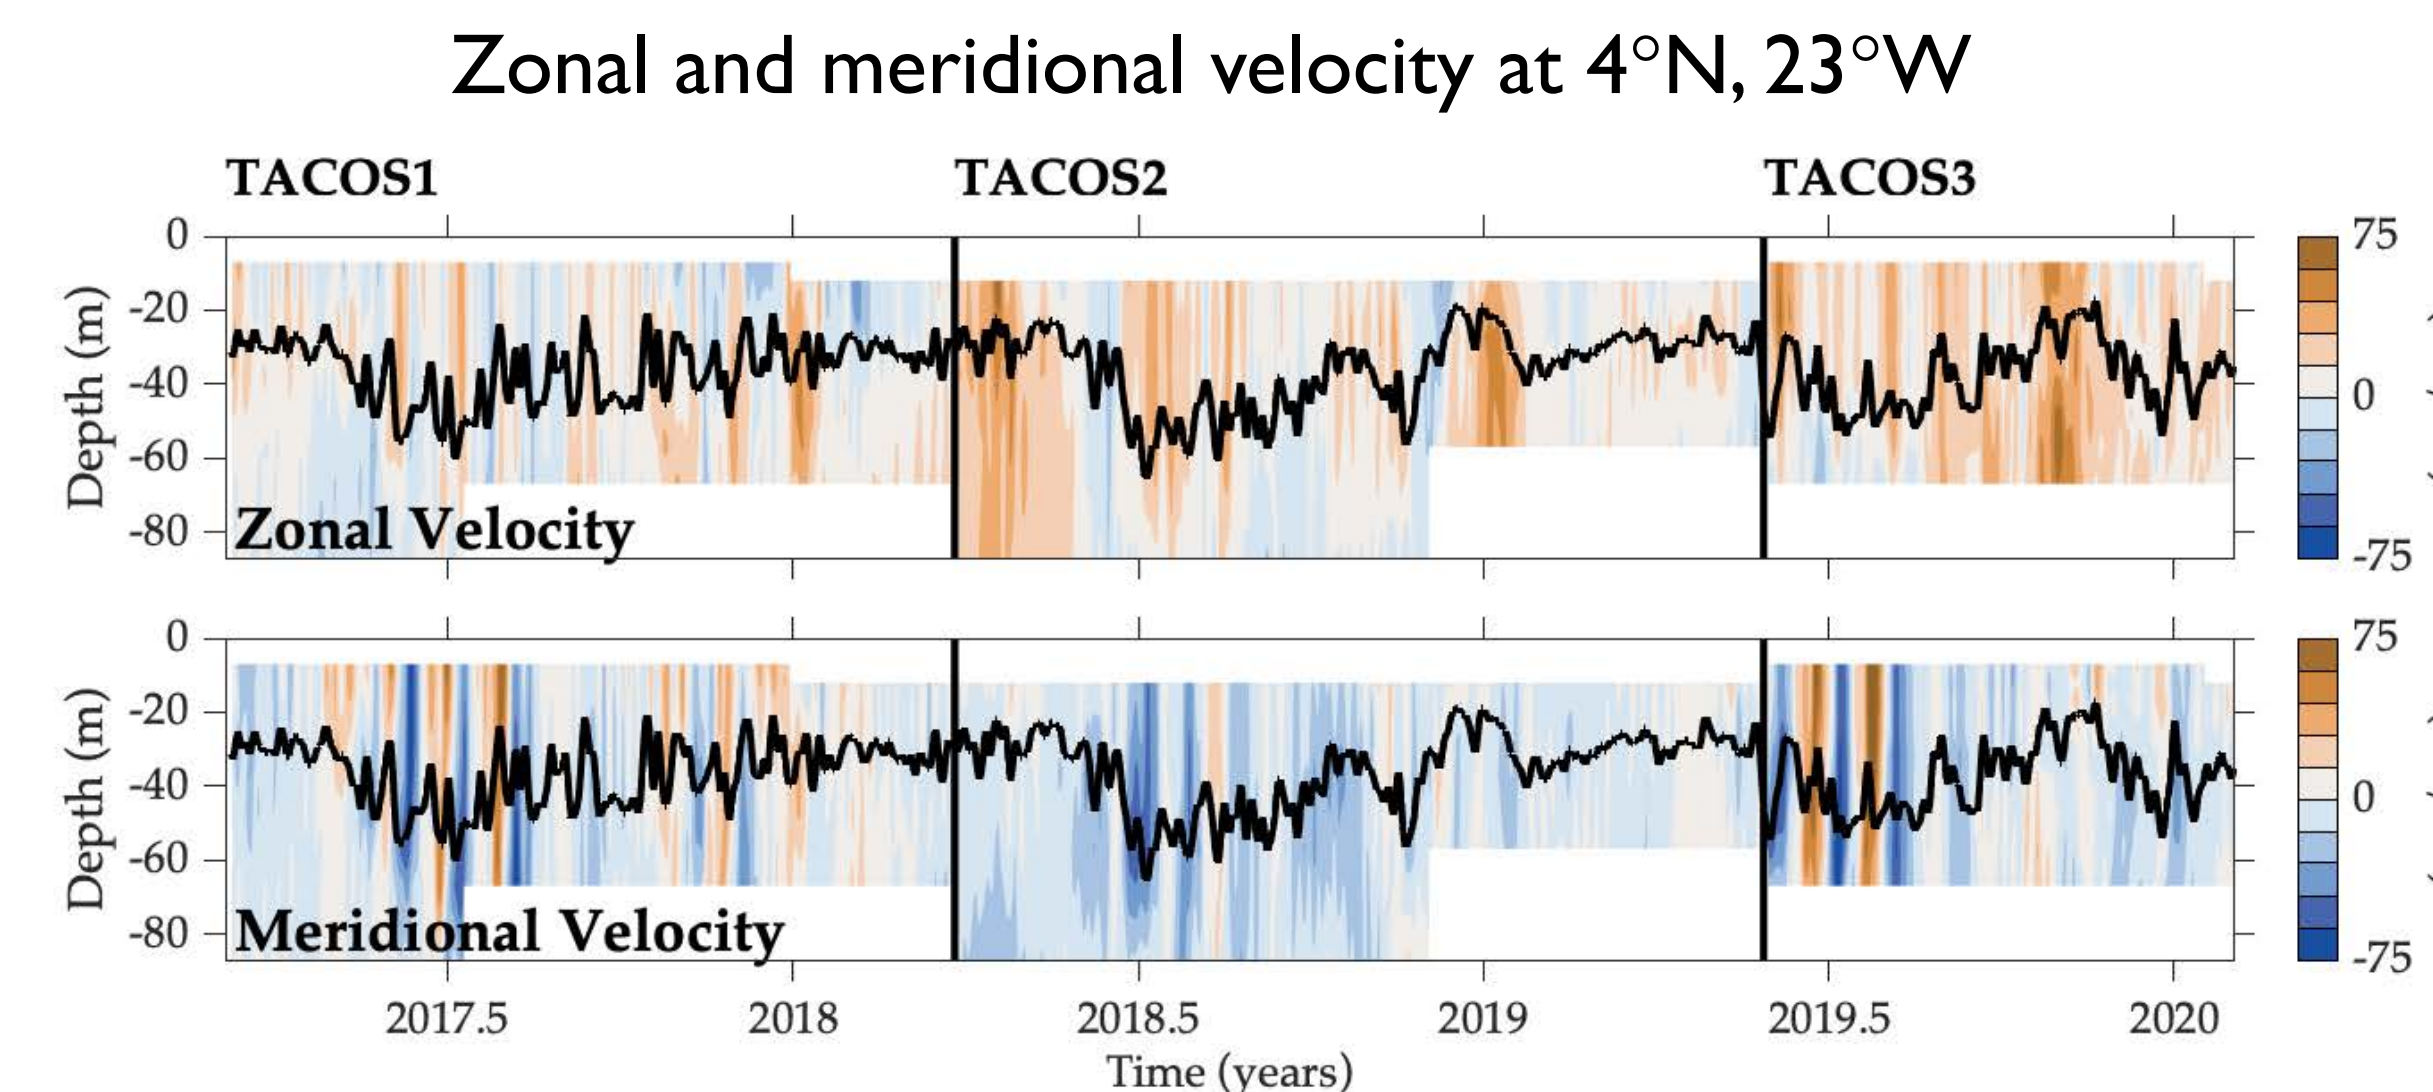 Zonal and meridional velocity at 4°N, 23°W
TACOS1 TACOS2 TACOS3
0
-20
-40
-60
-80
Depth (m)
Zonal Velocity
75
0
-75
0
-20
-40
-60
-80
Depth (m)
Meridional Velocity
75
0
-75
2017.5 2018 2018.5 2019 2019.5 2020
Time (years)